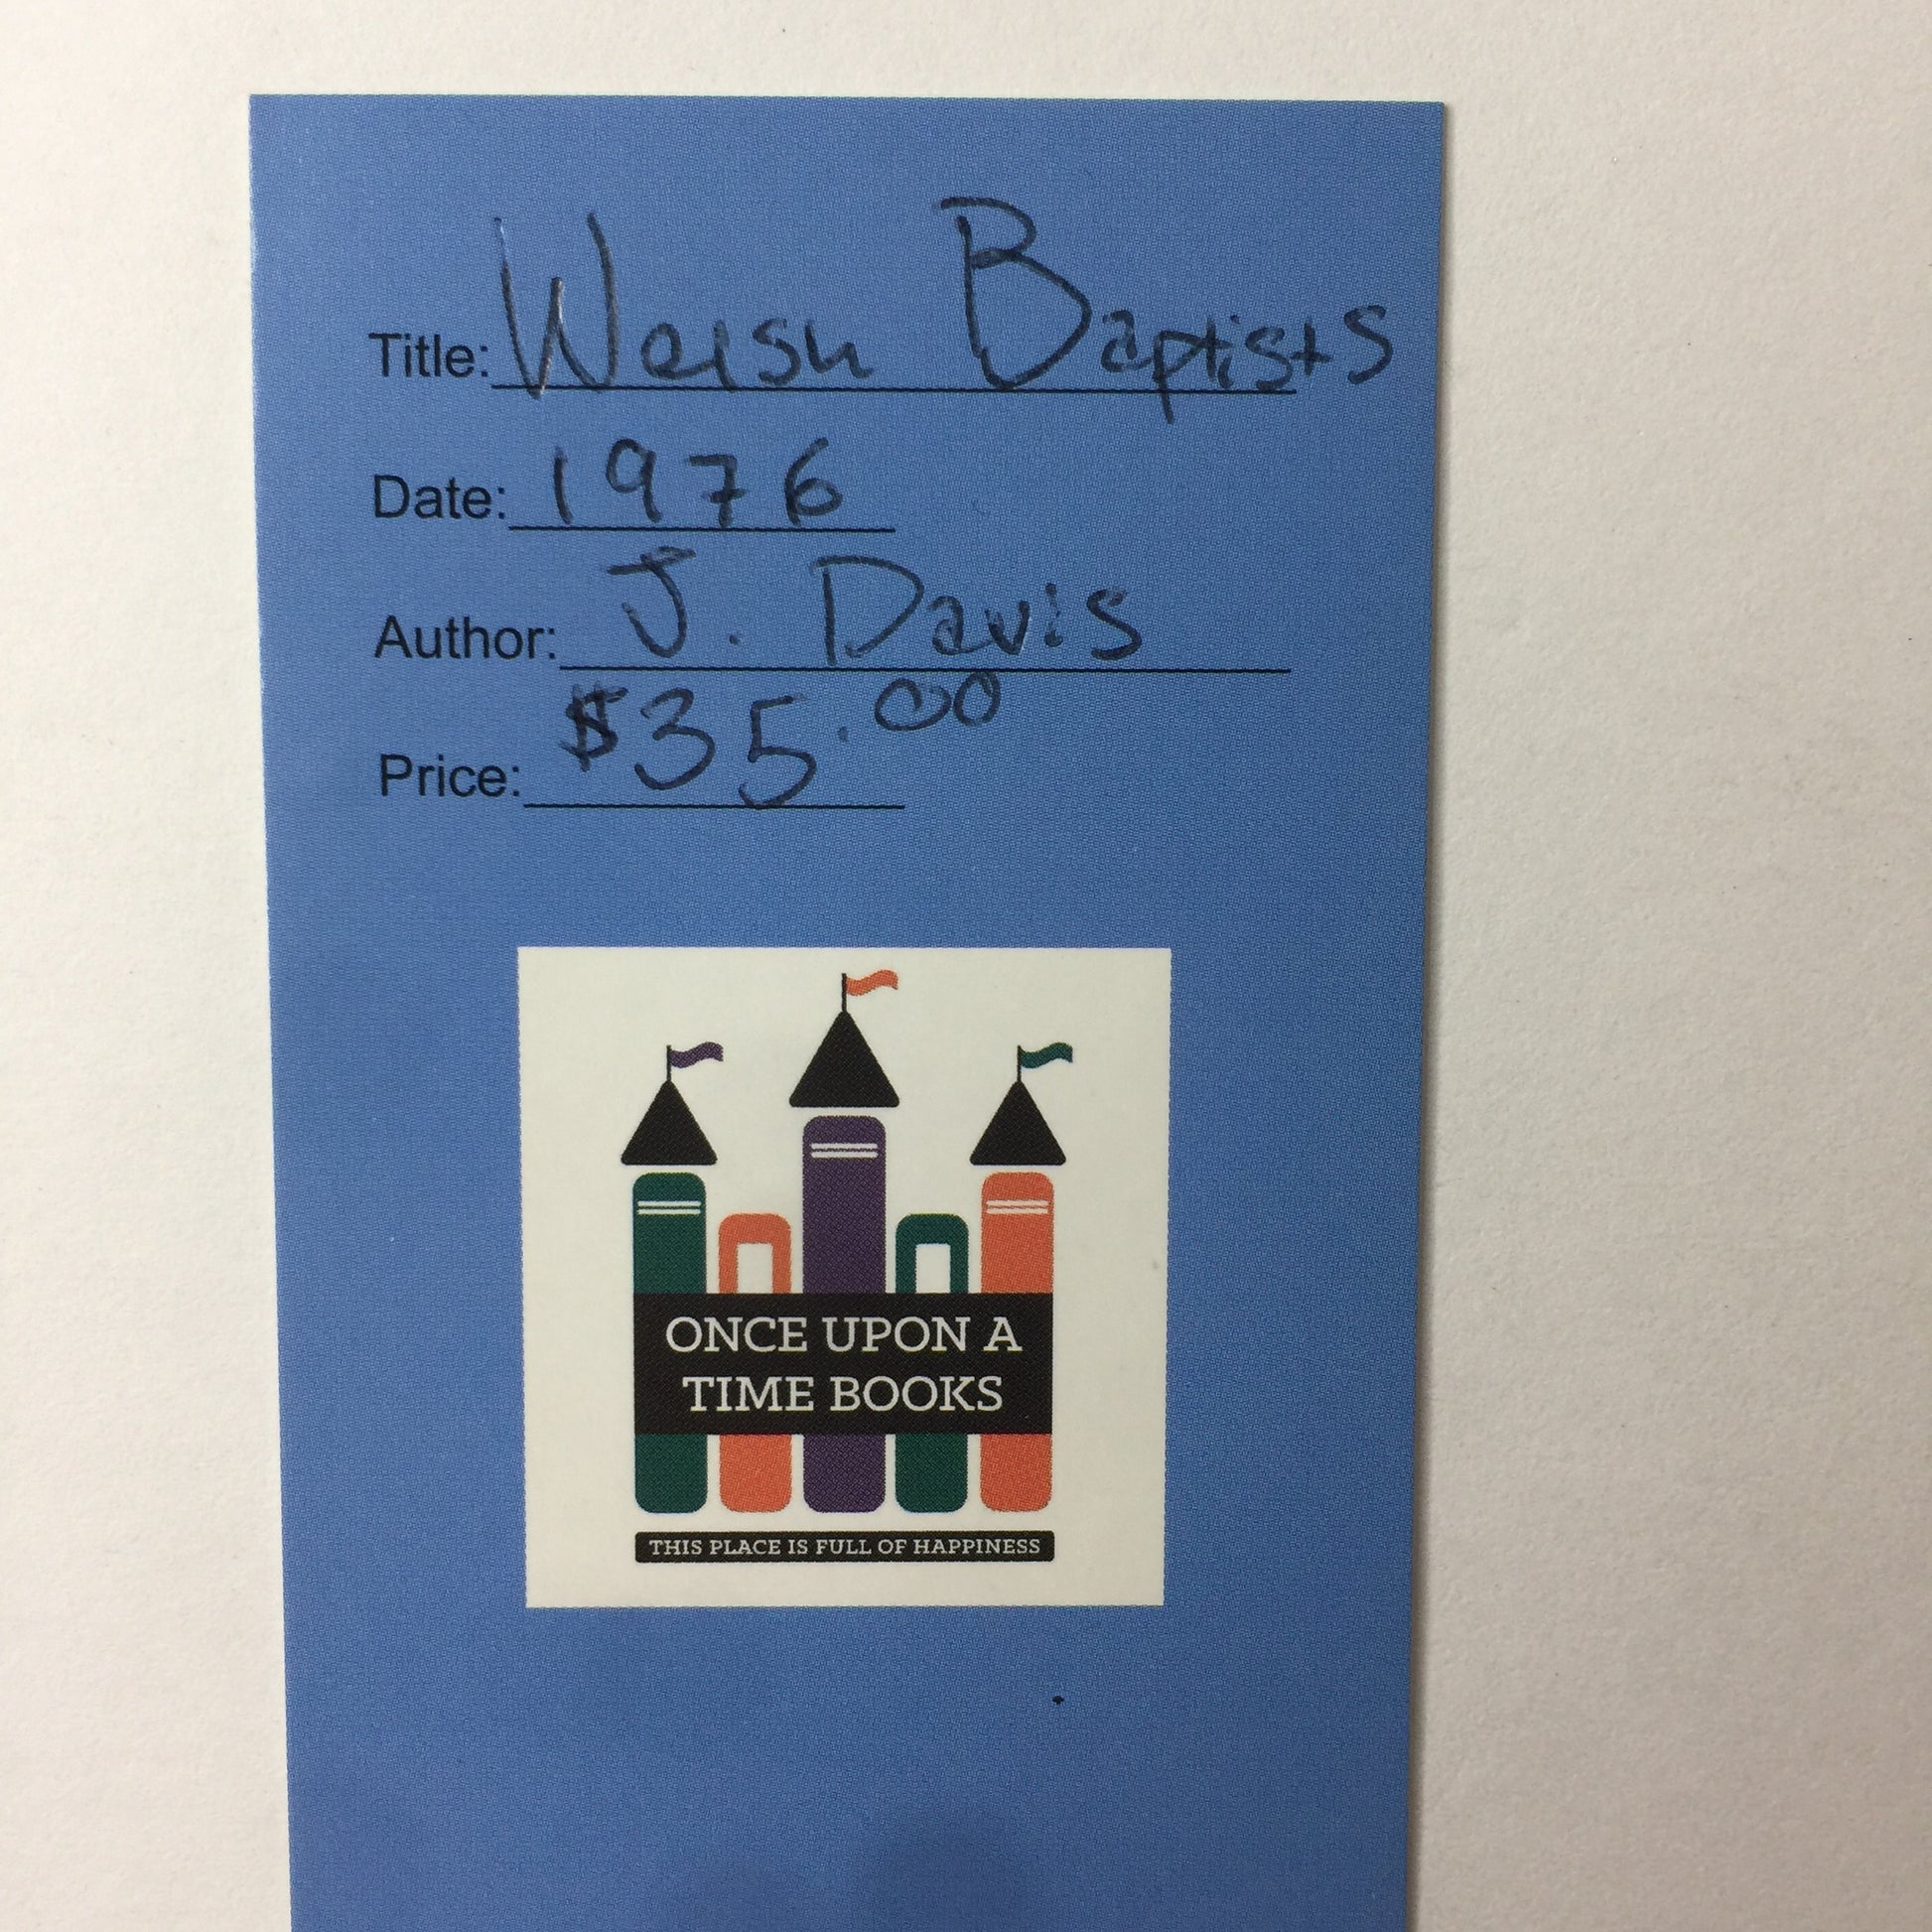 Title: Welsh Baptists
Date: 1976
Author: J. Davis
Price: $35.00
ONCE UPON A
TIME BOOKS
THIS PLACE IS FULL OF HAPPINESS